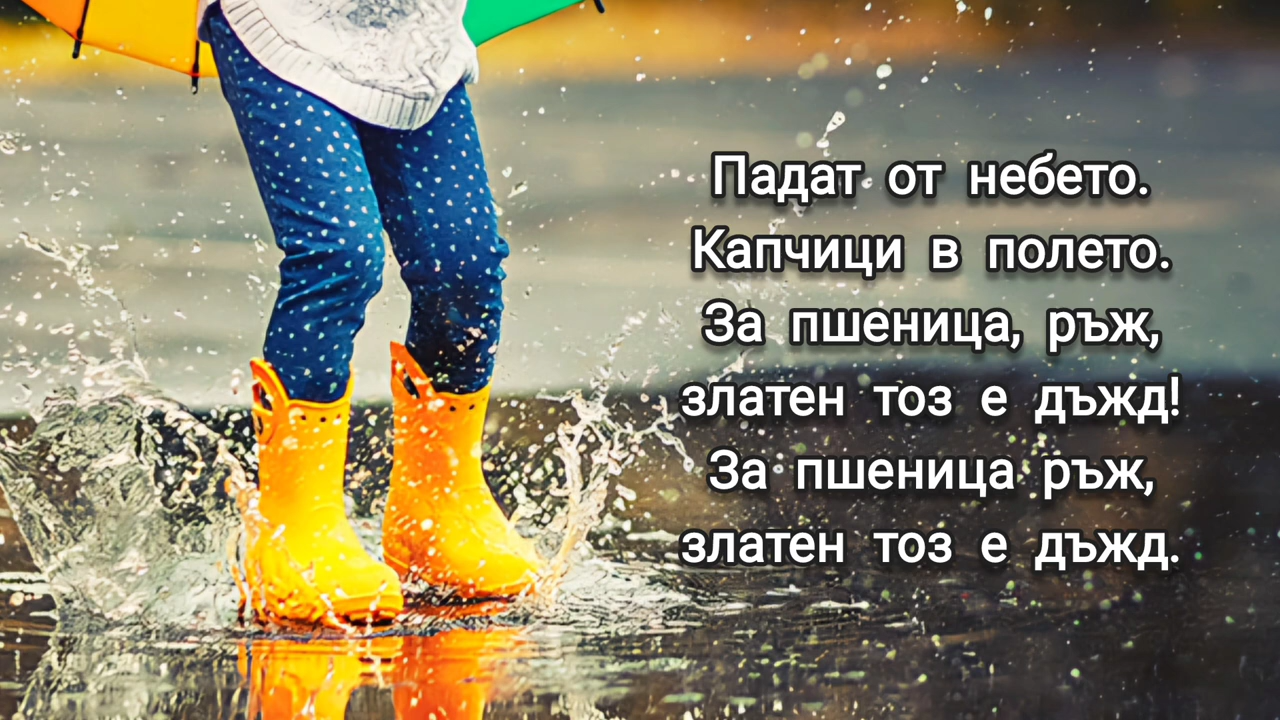 Падат от небето.
Капчици в полето.
За пшеница, ръж,
златен тоз е дъжд!
За пшеница ръж,
златен тоз е дъжд.